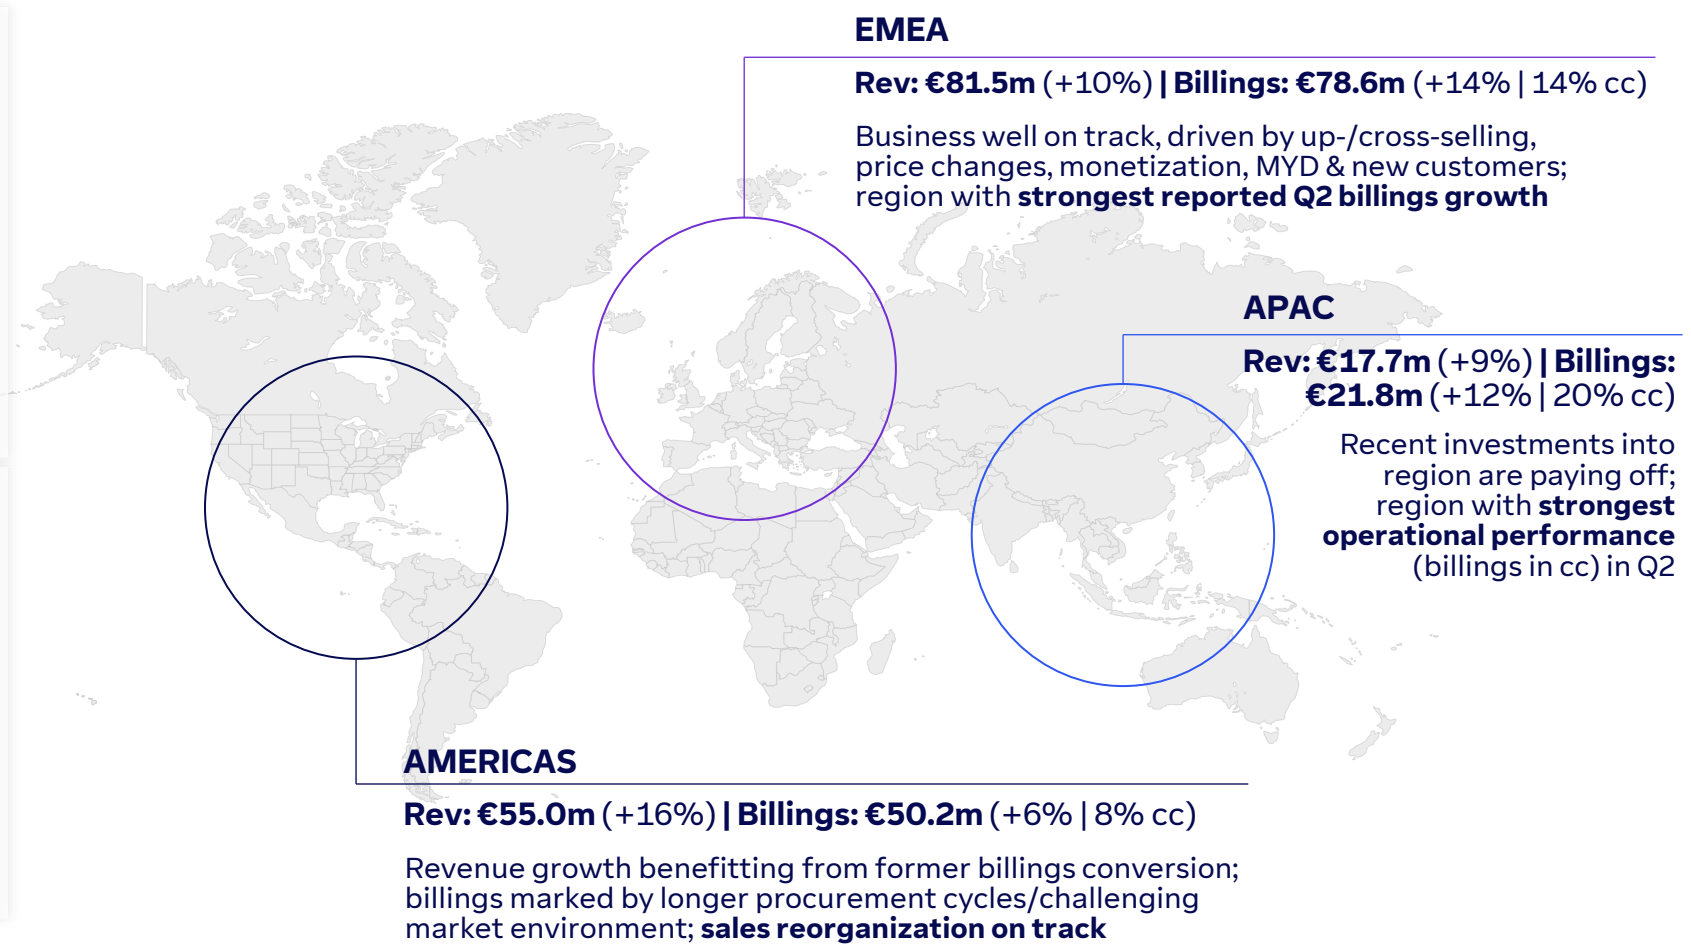 EMEA
Rev: €81.5m (+10%) | Billings: €78.6m (+14% | 14% cc)
Business well on track, driven by up-/cross-selling,
price changes, monetization, MYD & new customers;
region with strongest reported Q2 billings growth
APAC
Rev: €17.7m (+9%) | Billings:
€21.8m (+12% | 20% cc)
Recent investments into
region are paying off;
region with strongest
operational performance
(billings in cc) in Q2
AMERICAS
Rev: €55.0m (+16%) | Billings: €50.2m (+6% | 8% cc)
Revenue growth benefitting from former billings conversion;
billings marked by longer procurement cycles/challenging
market environment; sales reorganization on track